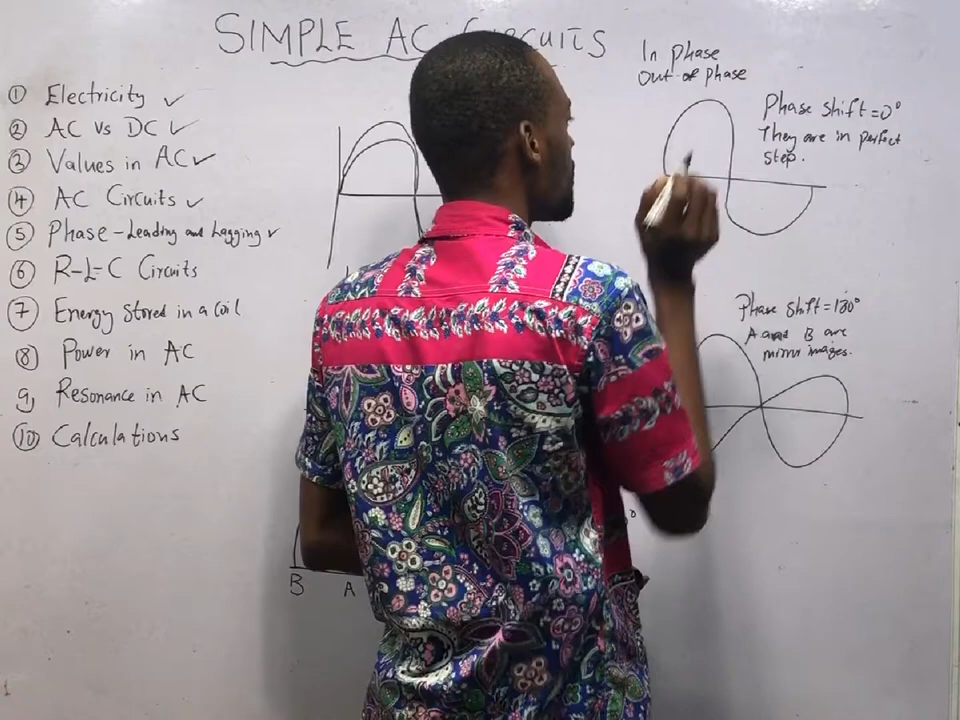 SIMPLE AC CIRCUITS
① Electricity ✓
② AC vs DC ✓
③ Values in AC ✓
④ AC Circuits ✓
⑤ Phase - Leading and Lagging ✓
⑥ R-L-C Circuits
⑦ Energy Stored in a coil
⑧ Power in AC
9, Resonance in AC
⑩ Calculations
In phase
Out of phase
Phase shift = 0°
They are in perfect
step.
Phase shift = 180°
A and B are
mirror images.
B A